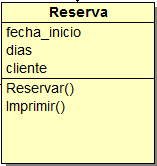 Reserva
fecha_inicio
dias
cliente
Reservar()
Imprimir()